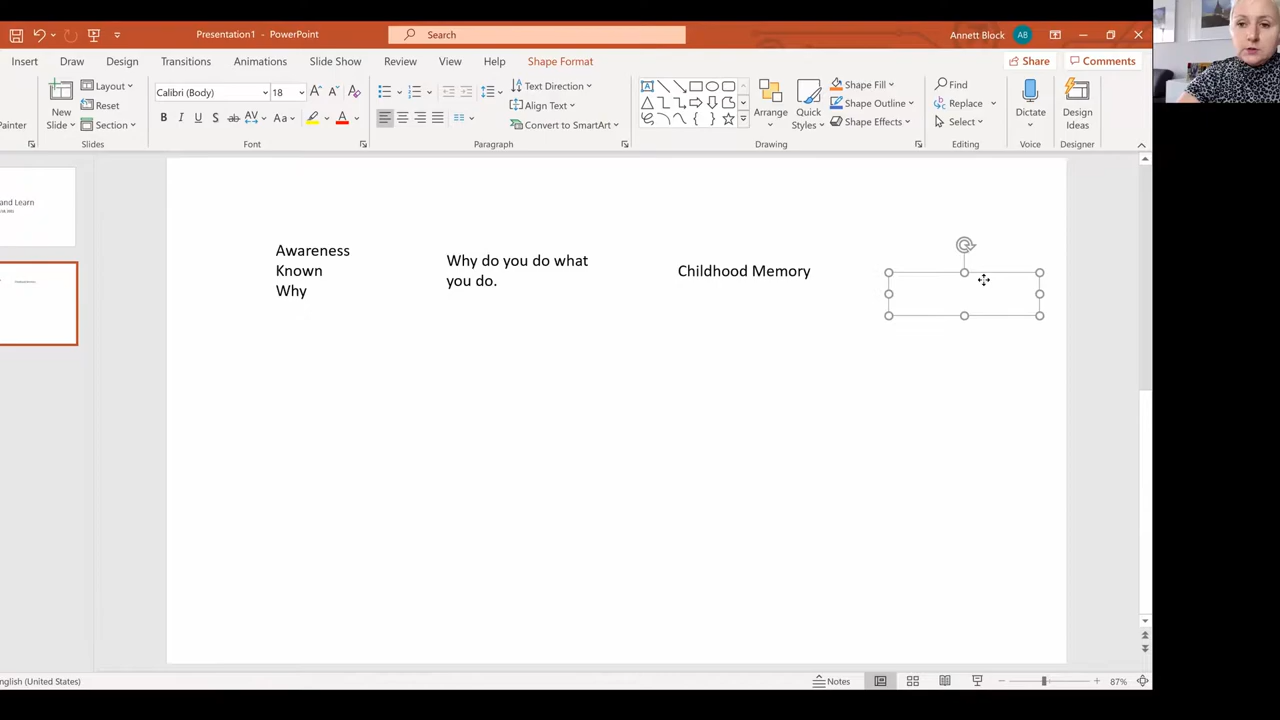 Presentation1 - PowerPoint
Search
Annett Block
AB
Insert Draw Design Transitions Animations Slide Show Review View Help Shape Format
Share
Comments
Painter
New
Slide
Layout
Reset
Section
Slides
Calibri (Body)
18
B I U S ab AV Aa A
Font
Text Direction
Align Text
Convert to SmartArt
Paragraph
Arrange
Quick
Styles
Shape Fill
Shape Outline
Shape Effects
Drawing
Find
Replace
Select
Editing
Dictate
Voice
Design
Ideas
Designer
and Learn
Awareness
Known
Why
Why do you do what
you do.
Childhood Memory
nglish (United States)
Notes
87%